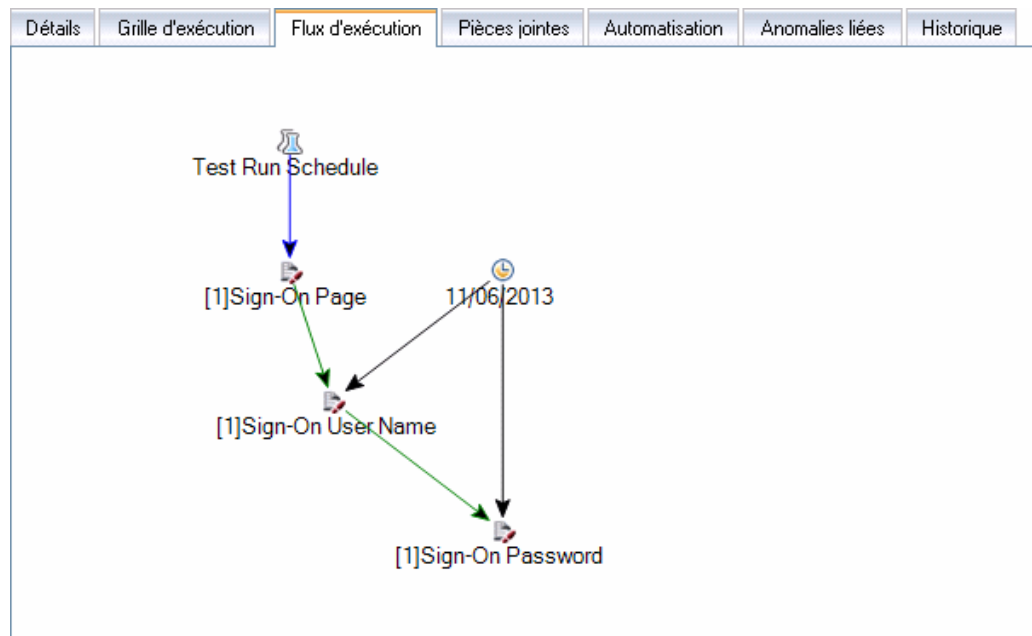 Détails
Grille d'exécution
Flux d'exécution
Pièces jointes
Automatisation
Anomalies liées
Historique
Test Run Schedule
[1]Sign-On Page
11/06/2013
[1]Sign-On User Name
[1]Sign-On Password